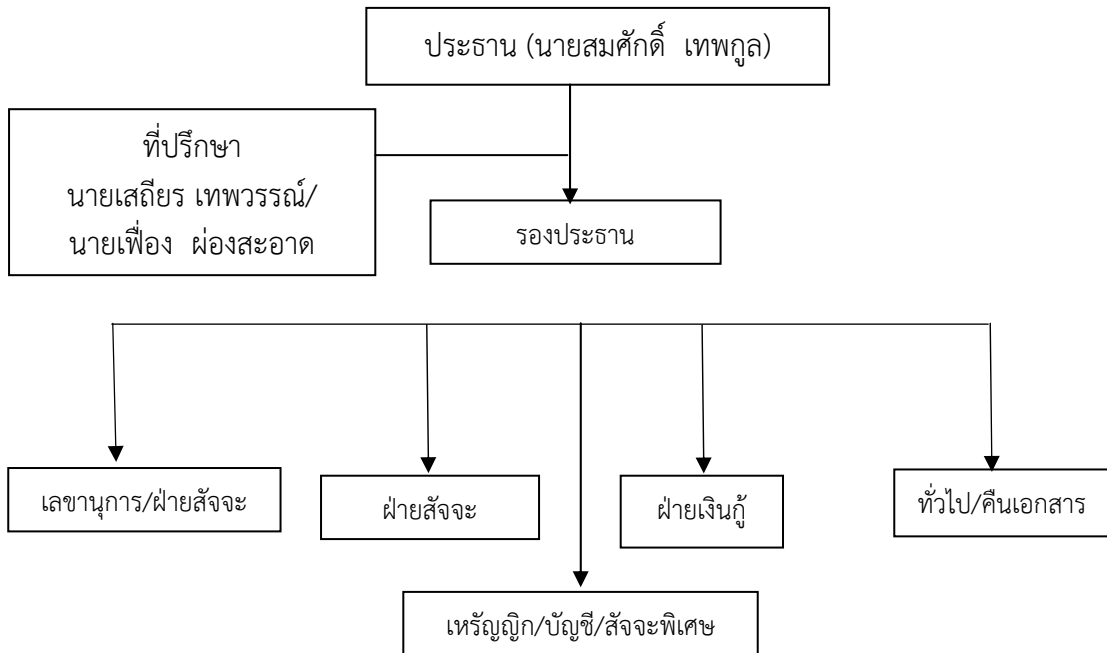 ประธาน (นายสมศักดิ์ เทพกูล)
ที่ปรึกษา
นายเสถียร เทพวรรณ์/
นายเฟื่อง ผ่องสะอาด
รองประธาน
เลขานุการ/ฝ่ายสัจจะ
ฝ่ายสัจจะ
ฝ่ายเงินกู้
ทั่วไป/คืนเอกสาร
เหรัญญิก/บัญชี/สัจจะพิเศษ